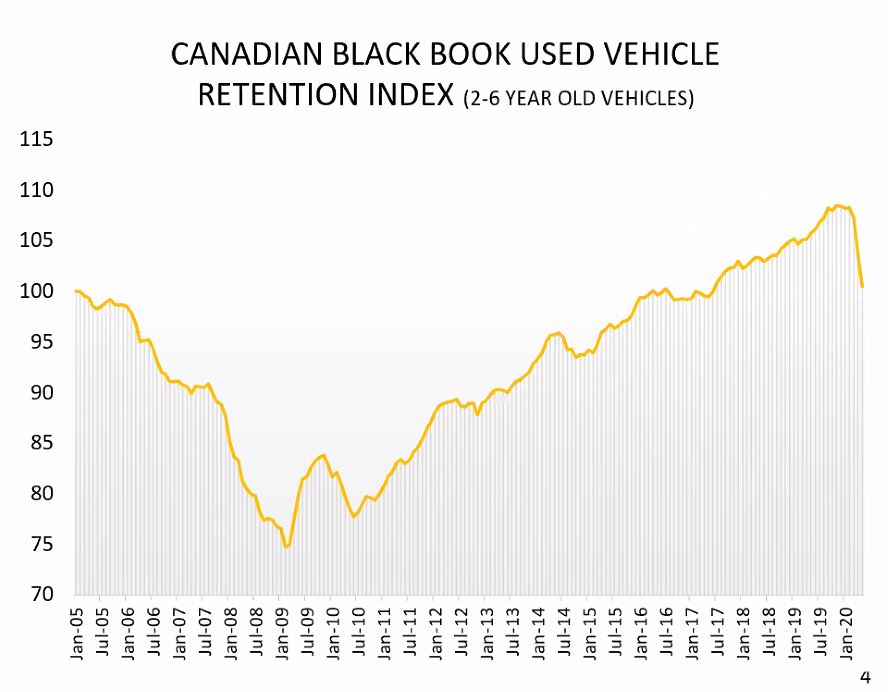 CANADIAN BLACK BOOK USED VEHICLE
RETENTION INDEX (2-6 YEAR OLD VEHICLES)
115
110
105
100
95
90
85
80
75
70
Jan-05
Jul-05
Jan-06
Jul-06
Jan-07
Jul-07
Jan-08
Jul-08
Jan-09
Jul-09
Jan-10
Jul-10
Jan-11
Jul-11
Jan-12
Jul-12
Jan-13
Jul-13
Jan-14
Jul-14
Jan-15
Jul-15
Jan-16
Jul-16
Jan-17
Jul-17
Jan-18
Jul-18
Jan-19
Jul-19
Jan-20
4